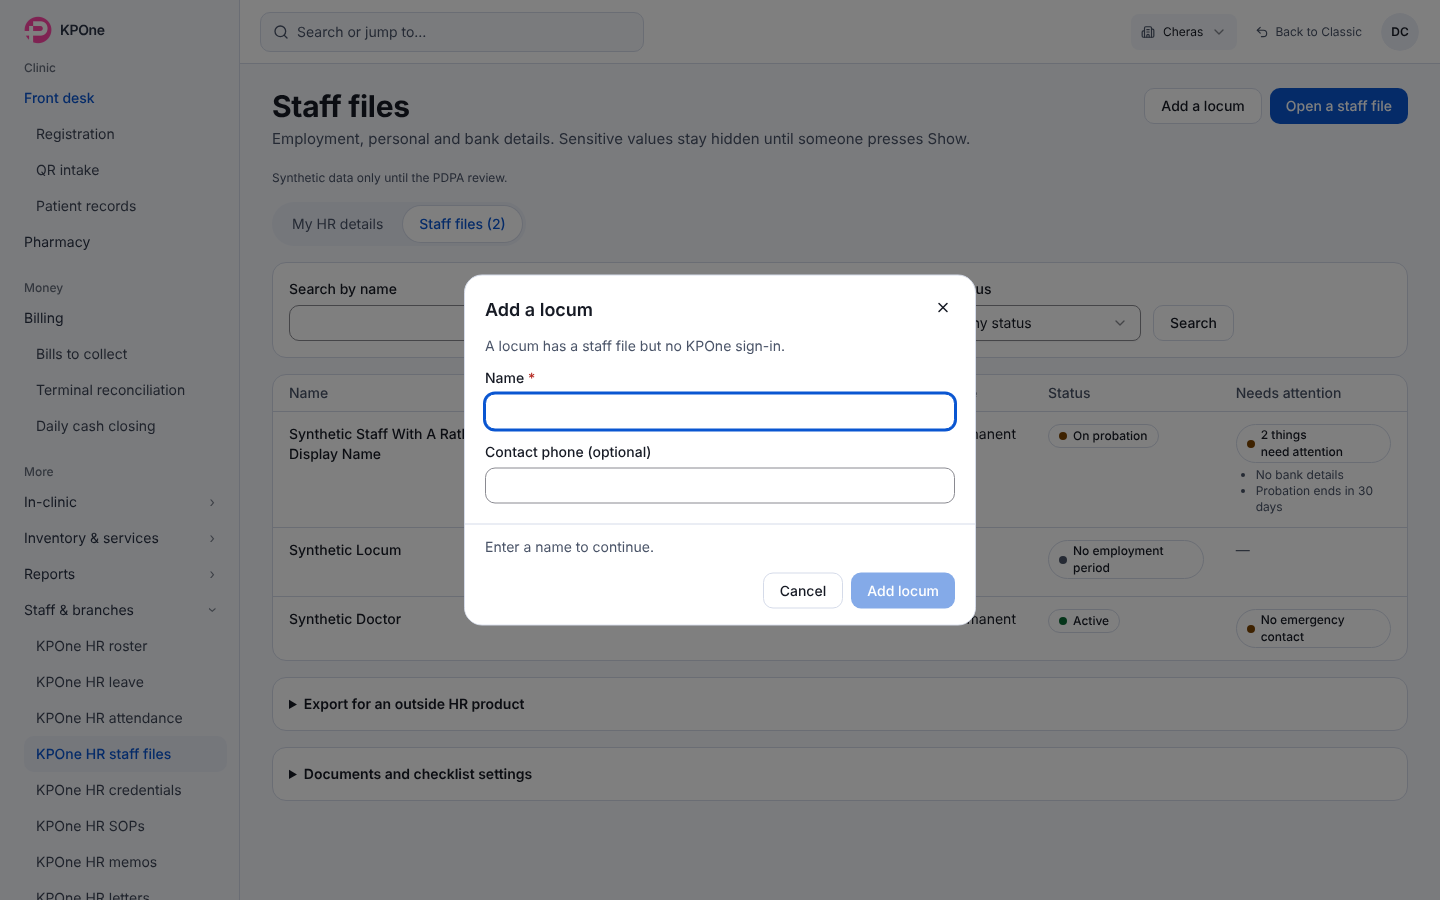 KPOne
Search or jump to...
Cheras
Back to Classic
DC
Clinic
Front desk
Registration
QR intake
Patient records
Pharmacy
Money
Billing
Bills to collect
Terminal reconciliation
Daily cash closing
More
In-clinic
Inventory & services
Reports
Staff & branches
KPOne HR roster
KPOne HR leave
KPOne HR attendance
KPOne HR staff files
KPOne HR credentials
KPOne HR SOPs
KPOne HR memos
KPOne HR letters
Staff files
Add a locum
Open a staff file
Employment, personal and bank details. Sensitive values stay hidden until someone presses Show.
Synthetic data only until the PDPA review.
My HR details
Staff files (2)
Search by name
Search
Name
Status
Needs attention
Synthetic Staff With A
Display Name
On probation
2 things
need attention
No bank details
Probation ends in 30
days
Synthetic Locum
No employment
period
—
Synthetic Doctor
Active
No emergency
contact
Export for an outside HR product
Documents and checklist settings
Add a locum
A locum has a staff file but no KPOne sign-in.
Name *
Contact phone (optional)
Enter a name to continue.
Cancel
Add locum